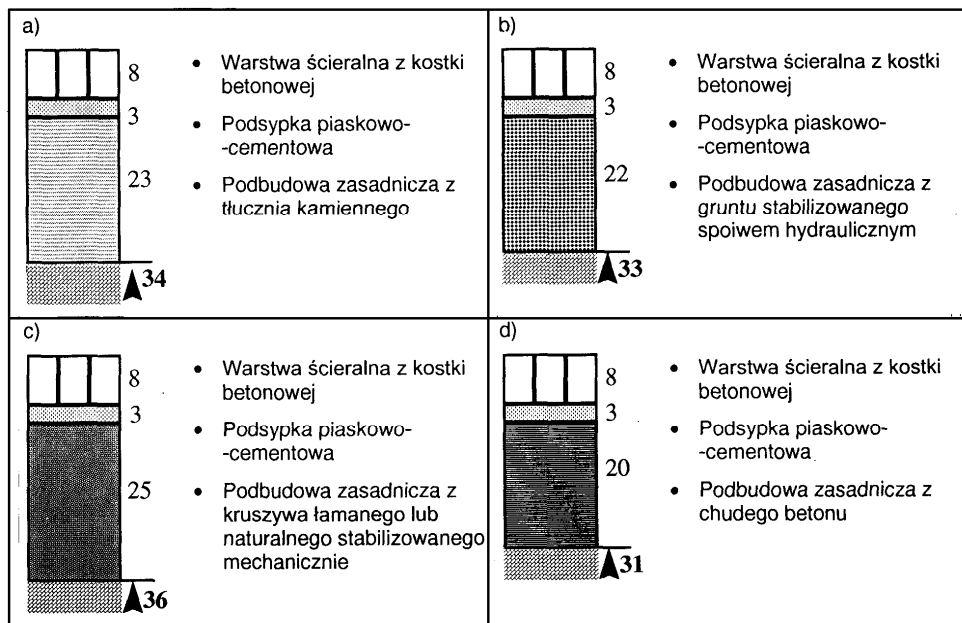 a)
8
3
23
34
• Warstwa ścieralna z kostki
betonowej
• Podsypka piaskowo-
-cementowa
• Podbudowa zasadnicza z
tłucznia kamiennego
b)
8
3
22
33
• Warstwa ścieralna z kostki
betonowej
• Podsypka piaskowo-
-cementowa
• Podbudowa zasadnicza z
gruntu stabilizowanego
spoiwem hydraulicznym
c)
8
3
25
36
• Warstwa ścieralna z kostki
betonowej
• Podsypka piaskowo-
-cementowa
• Podbudowa zasadnicza z
kruszywa łamanego lub
naturalnego stabilizowanego
mechanicznie
d)
8
3
20
31
• Warstwa ścieralna z kostki
betonowej
• Podsypka piaskowo-
-cementowa
• Podbudowa zasadnicza z
chudego betonu